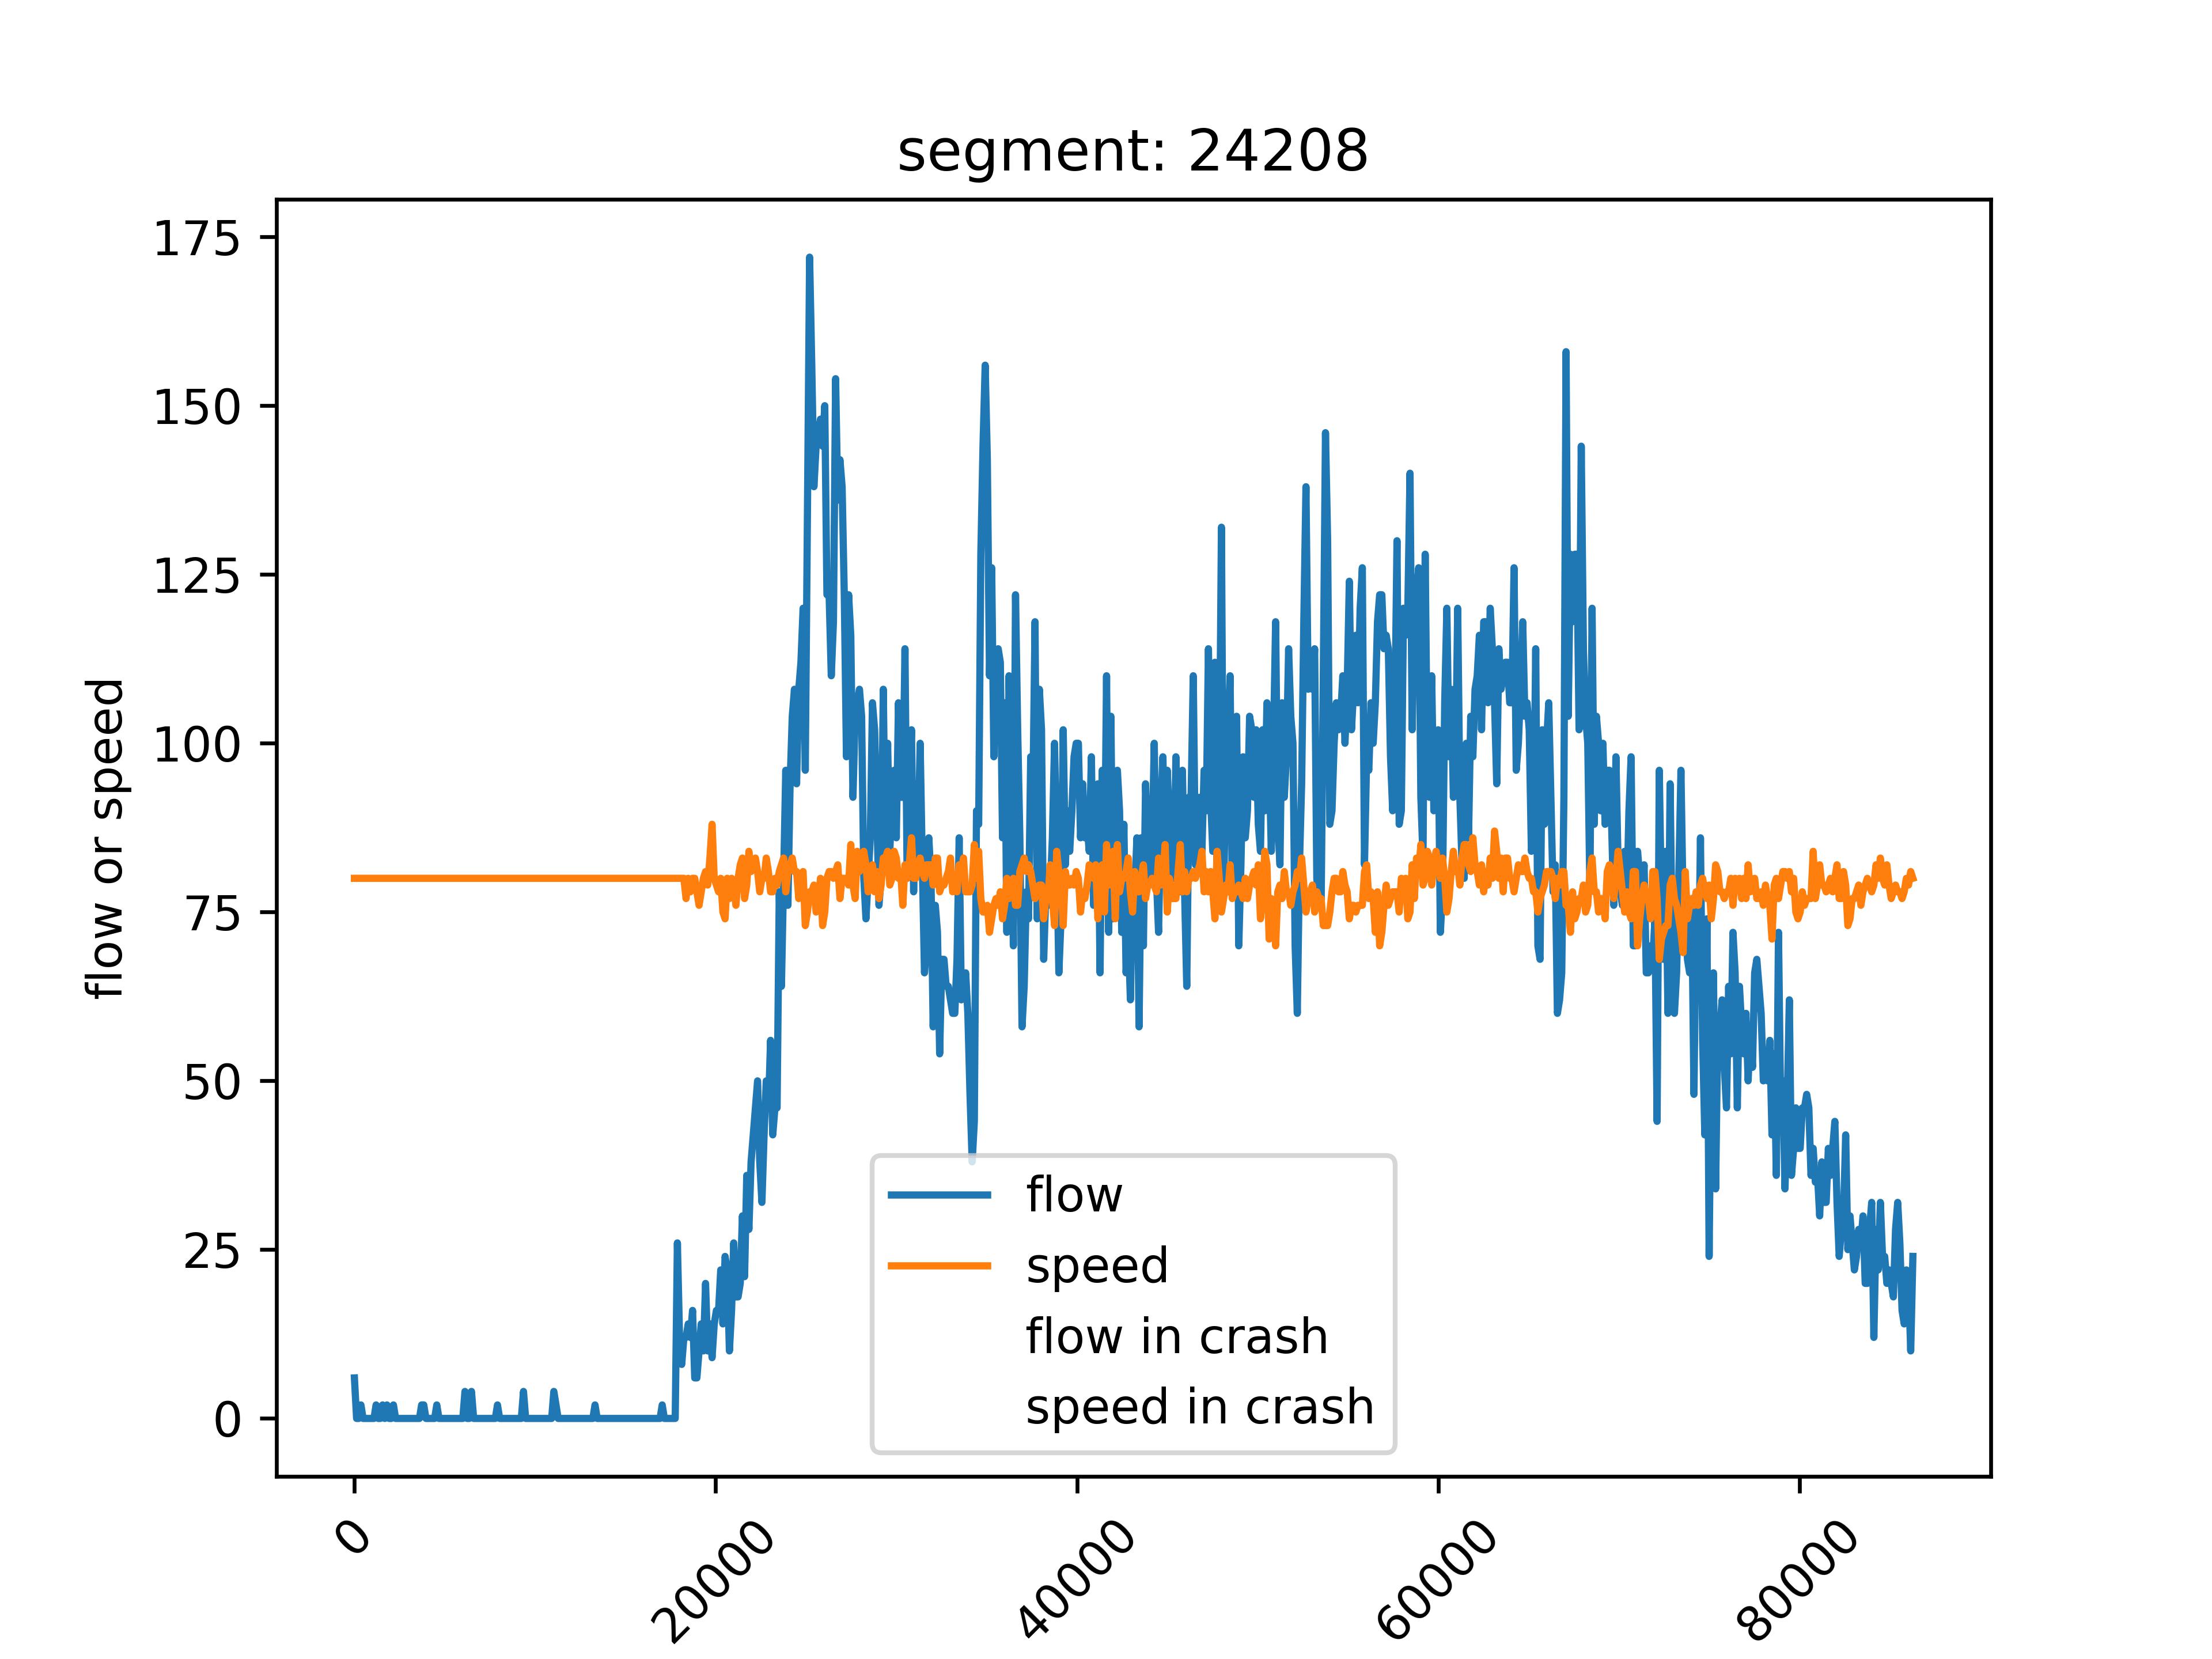 segment: 24208
175
150
125
100
75
50
25
0
flow or speed
flow
speed
flow in crash
speed in crash
0
20000
40000
60000
80000